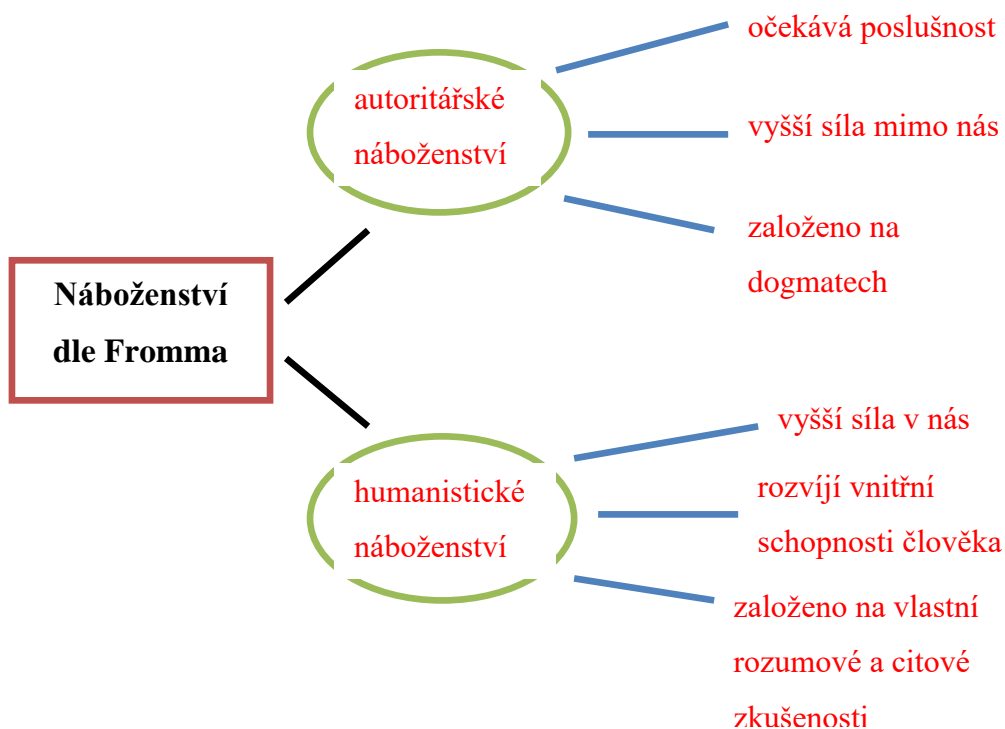 Náboženství
dle Fromma
autoritářské
náboženství
očekává poslušnost
vyšší síla mimo nás
založeno na
dogmatech
humanistické
náboženství
vyšší síla v nás
rozvíjí vnitřní
schopnosti člověka
založeno na vlastní
rozumové a citové
zkušenosti